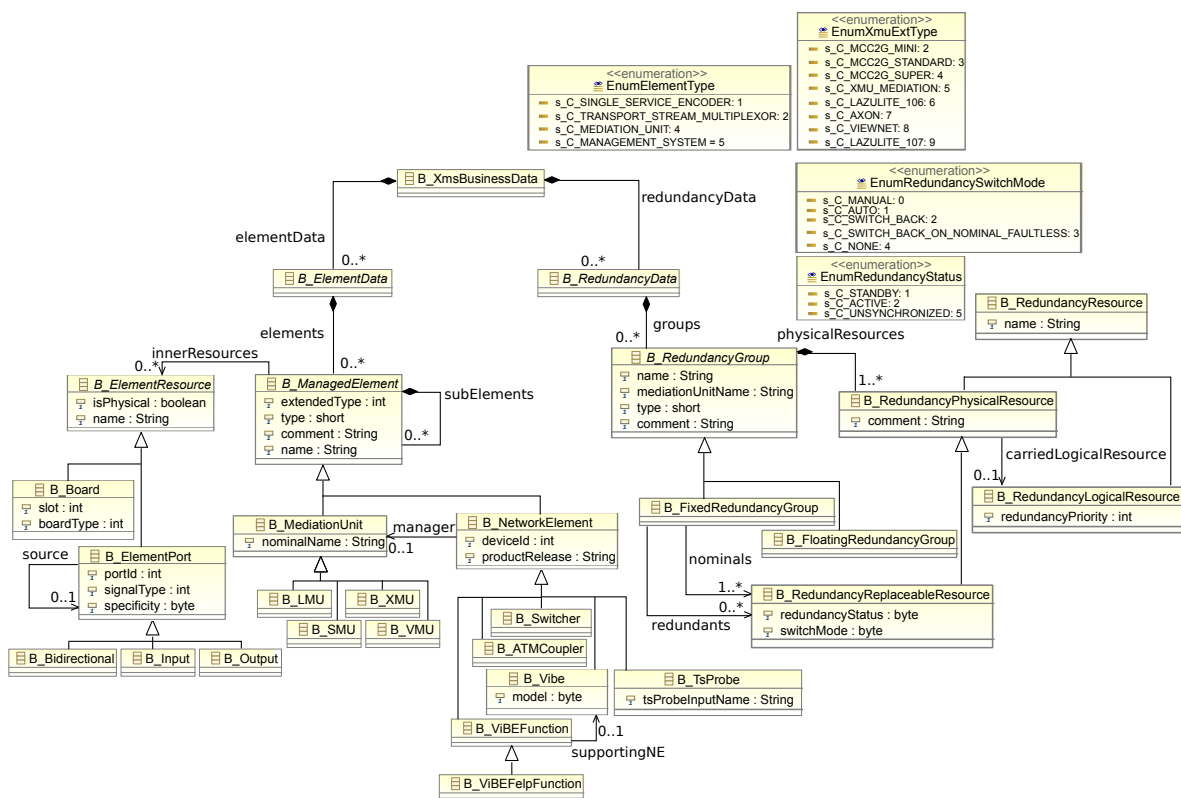 <<enumeration>>
EnumXmuExtType
s_C_MCC2G_MINI: 2
s_C_MCC2G_STANDARD: 3
s_C_MCC2G_SUPER: 4
s_C_XMU_MEDIATION: 5
s_C_LAZULITE_106: 6
s_C_AXON: 7
s_C_VIEWNET: 8
s_C_LAZULITE_107: 9
<<enumeration>>
EnumElementType
s_C_SINGLE_SERVICE_ENCODER: 1
s_C_TRANSPORT_STREAM_MULTIPLEXOR: 2
s_C_MEDIATION_UNIT: 4
s_C_MANAGEMENT_SYSTEM = 5
<<enumeration>>
EnumRedundancySwitchMode
s_C_MANUAL: 0
s_C_AUTO: 1
s_C_SWITCH_BACK: 2
s_C_SWITCH_BACK_ON_NOMINAL_FAULTLESS: 3
s_C_NONE: 4
<<enumeration>>
EnumRedundancyStatus
s_C_STANDBY: 1
s_C_ACTIVE: 2
s_C_UNSYNCHRONIZED: 5
B_XmsBusinessData
elementData
0..*
redundancyData
0..*
B_ElementData
B_RedundancyData
elements
0..*
groups
0..*
physicalResources
1..*
B_RedundancyResource
name : String
innerResources
0..*
B_ElementResource
isPhysical : boolean
name : String
B_ManagedElement
extendedType : int
type : short
comment : String
name : String
subElements
0..*
B_RedundancyGroup
name : String
mediationUnitName : String
type : short
comment : String
B_RedundancyPhysicalResource
comment : String
carriedLogicalResource
0..1
B_RedundancyLogicalResource
redundancyPriority : int
B_Board
slot : int
boardType : int
B_MediationUnit
nominalName : String
manager
0..1
B_NetworkElement
deviceId : int
productRelease : String
B_FixedRedundancyGroup
B_FloatingRedundancyGroup
source
0..1
B_ElementPort
portId : int
signalType : int
specificity : byte
nominals
1..*
0..*
redundants
B_RedundancyReplaceableResource
redundancyStatus : byte
switchMode : byte
B_LMU
B_XMU
B_SMU
B_VMU
B_Switcher
B_ATMCoupler
B_Bidirectional
B_Input
B_Output
B_Vibe
model : byte
B_TsProbe
tsProbeInputName : String
B_ViBEFunction
0..1
supportingNE
B_ViBEFelpFunction